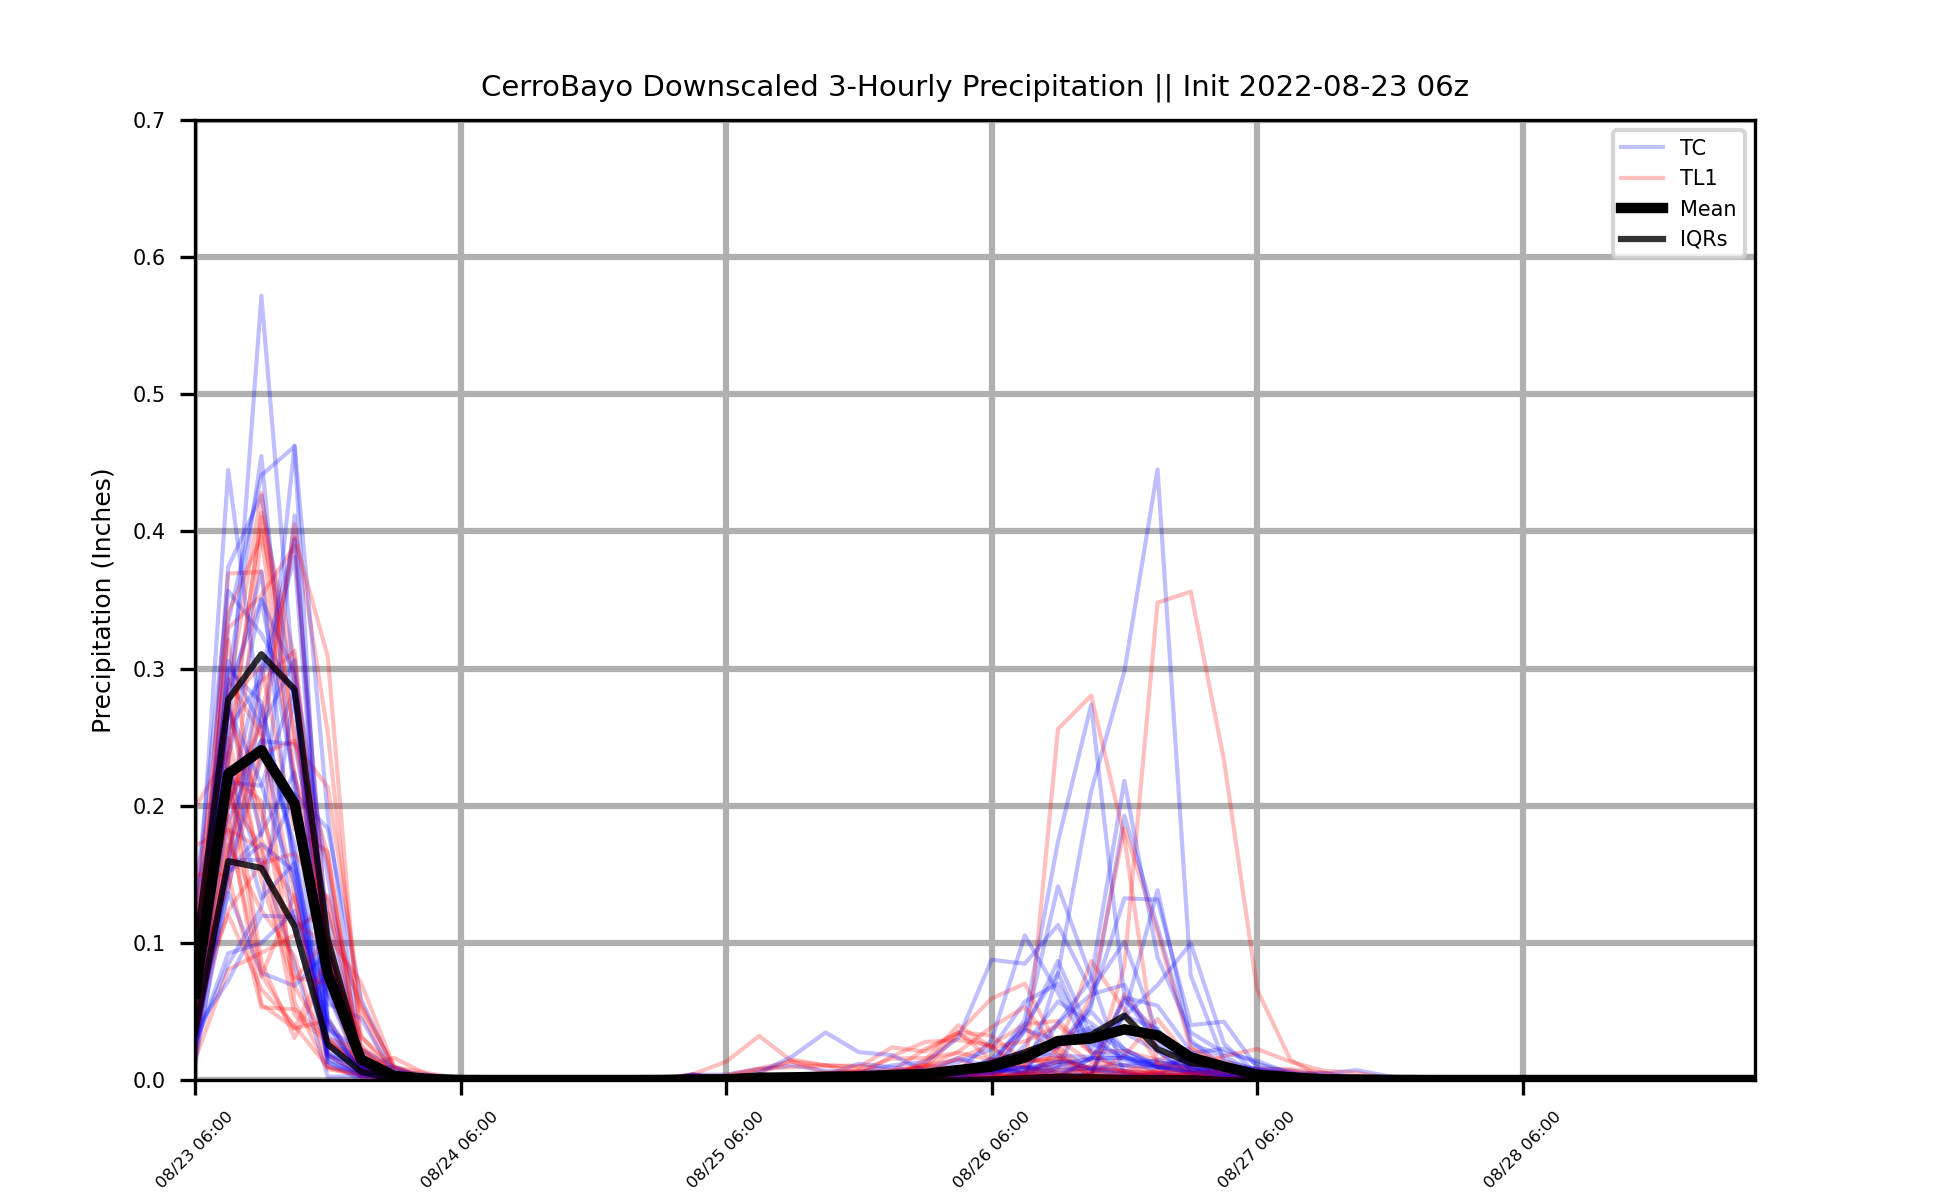 CerroBayo Downscaled 3-Hourly Precipitation || Init 2022-08-23 06z
TC
TL1
Mean
IQRs
Precipitation (Inches)
0.7
0.6
0.5
0.4
0.3
0.2
0.1
0.0
08/23 06:00
08/24 06:00
08/25 06:00
08/26 06:00
08/27 06:00
08/28 06:00